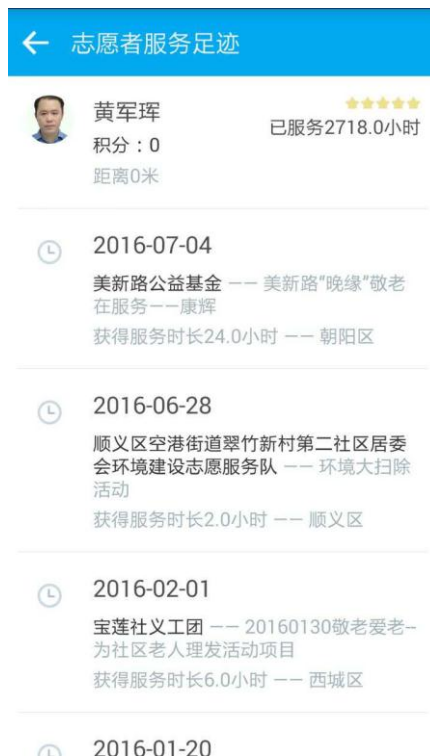 志愿者服务足迹
黄军珲
已服务2718.0小时
积分：0
距离0米
2016-07-04
美新路公益基金 —— 美新路"晚缘"敬老
在服务——康辉
获得服务时长24.0小时 —— 朝阳区
2016-06-28
顺义区空港街道翠竹新村第二社区居委
会环境建设志愿服务队 —— 环境大扫除
活动
获得服务时长2.0小时 —— 顺义区
2016-02-01
宝莲社义工团 —— 20160130敬老爱老--
为社区老人理发活动项目
获得服务时长6.0小时 —— 西城区
2016-01-20